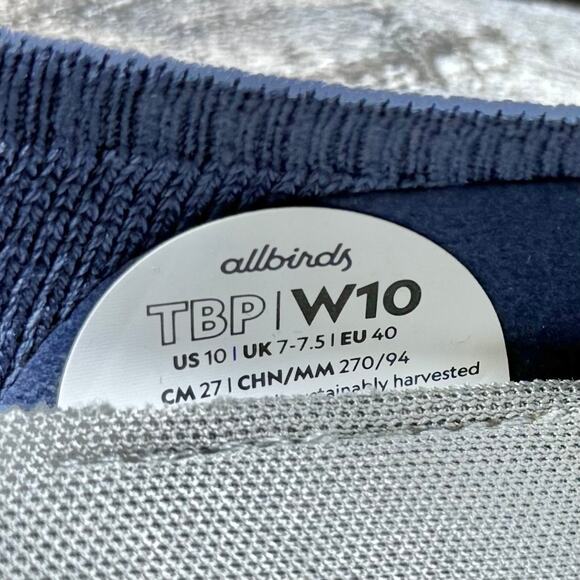 allbirds
TBP | W10
US 10 | UK 7-7.5 | EU 40
CM 27 | CHN/MM 270/94
harvested